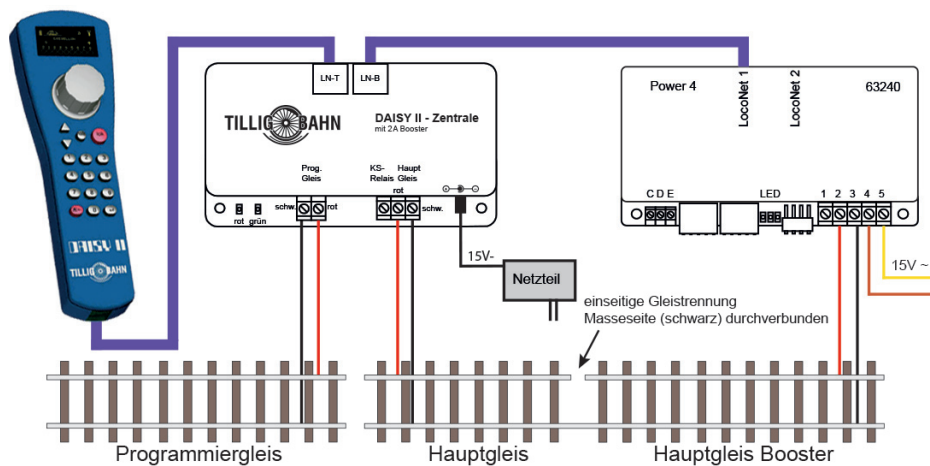 LN-T
LN-B
TILLIG BAHN
DAISY II - Zentrale
mit 2A Booster
Prog.
Gleis
KS-
Relais
Haupt
Gleis
rot
schw.
rot
schw.
rot
grün
15V-
Netzteil
Power 4
LocoNet 1
LocoNet 2
63240
C D E
LED
1 2 3 4 5
15V ~
DAISY II
TILLIG BAHN
einseitige Gleistrennung
Masseseite (schwarz) durchverbunden
Programmiergleis
Hauptgleis
Hauptgleis Booster